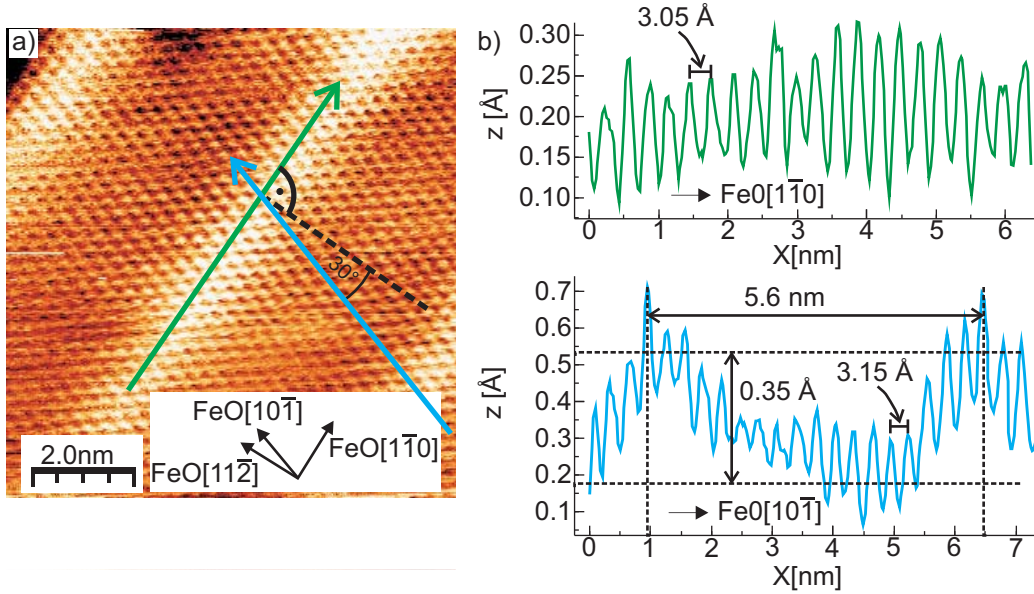 a)
30°
2.0nm
FeO[101̅]
FeO[112̅]
FeO[11̅0]
b)
3.05 Å
z [Å]
0.30
0.25
0.20
0.15
0.10
Fe0[11̅0]
0 1 2 3 4 5 6
X[nm]
z [Å]
0.7
0.6
0.5
0.4
0.3
0.2
0.1
5.6 nm
0.35 Å
3.15 Å
Fe0[101̅]
0 1 2 3 4 5 6 7
X[nm]